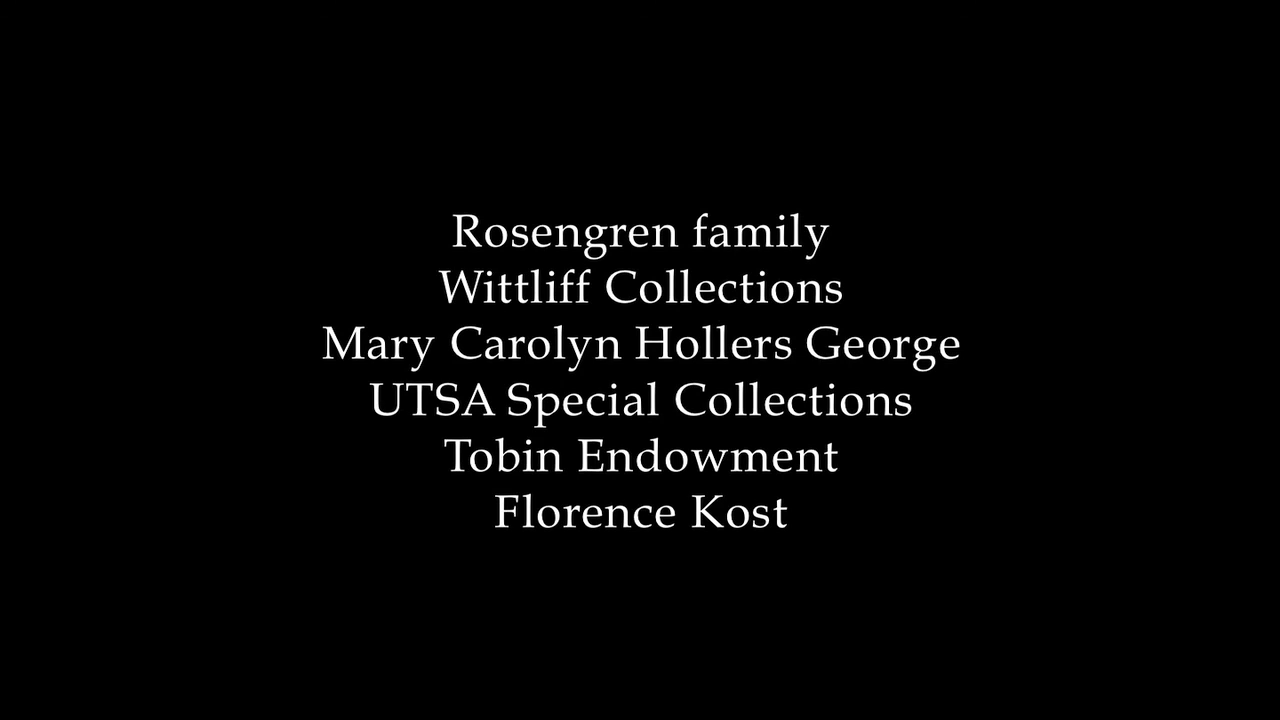 Rosengren family
Wittliff Collections
Mary Carolyn Hollers George
UTSA Special Collections
Tobin Endowment
Florence Kost